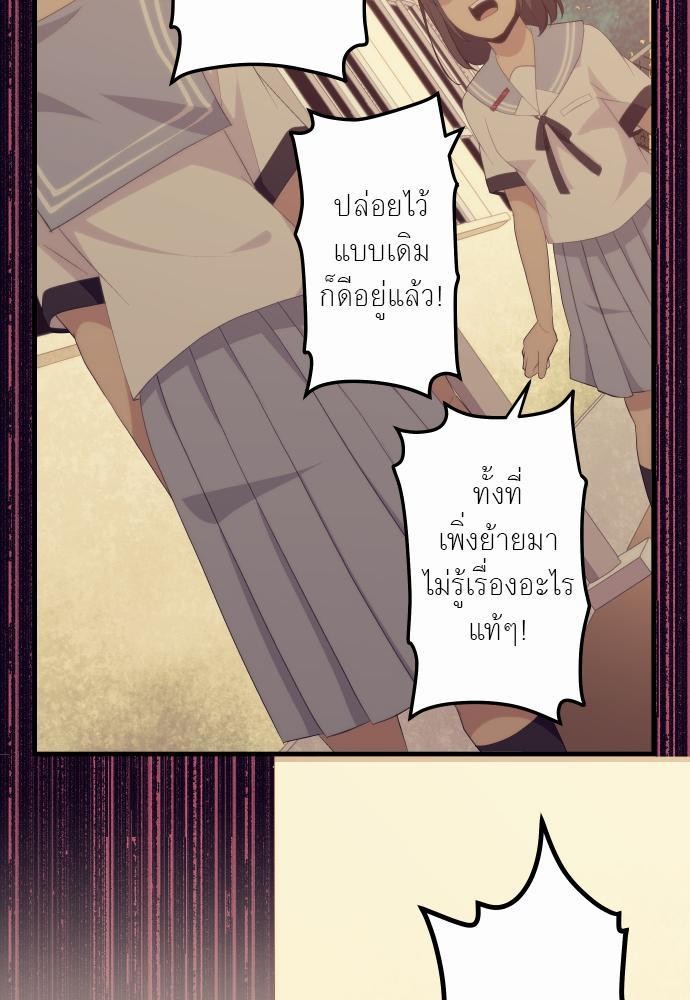 ปล่อยไว้
แบบเดิม
ก็ดีอยู่แล้ว!
ทั้งที่
เพิ่งย้ายมา
ไม่รู้เรื่องอะไร
แท้ๆ!